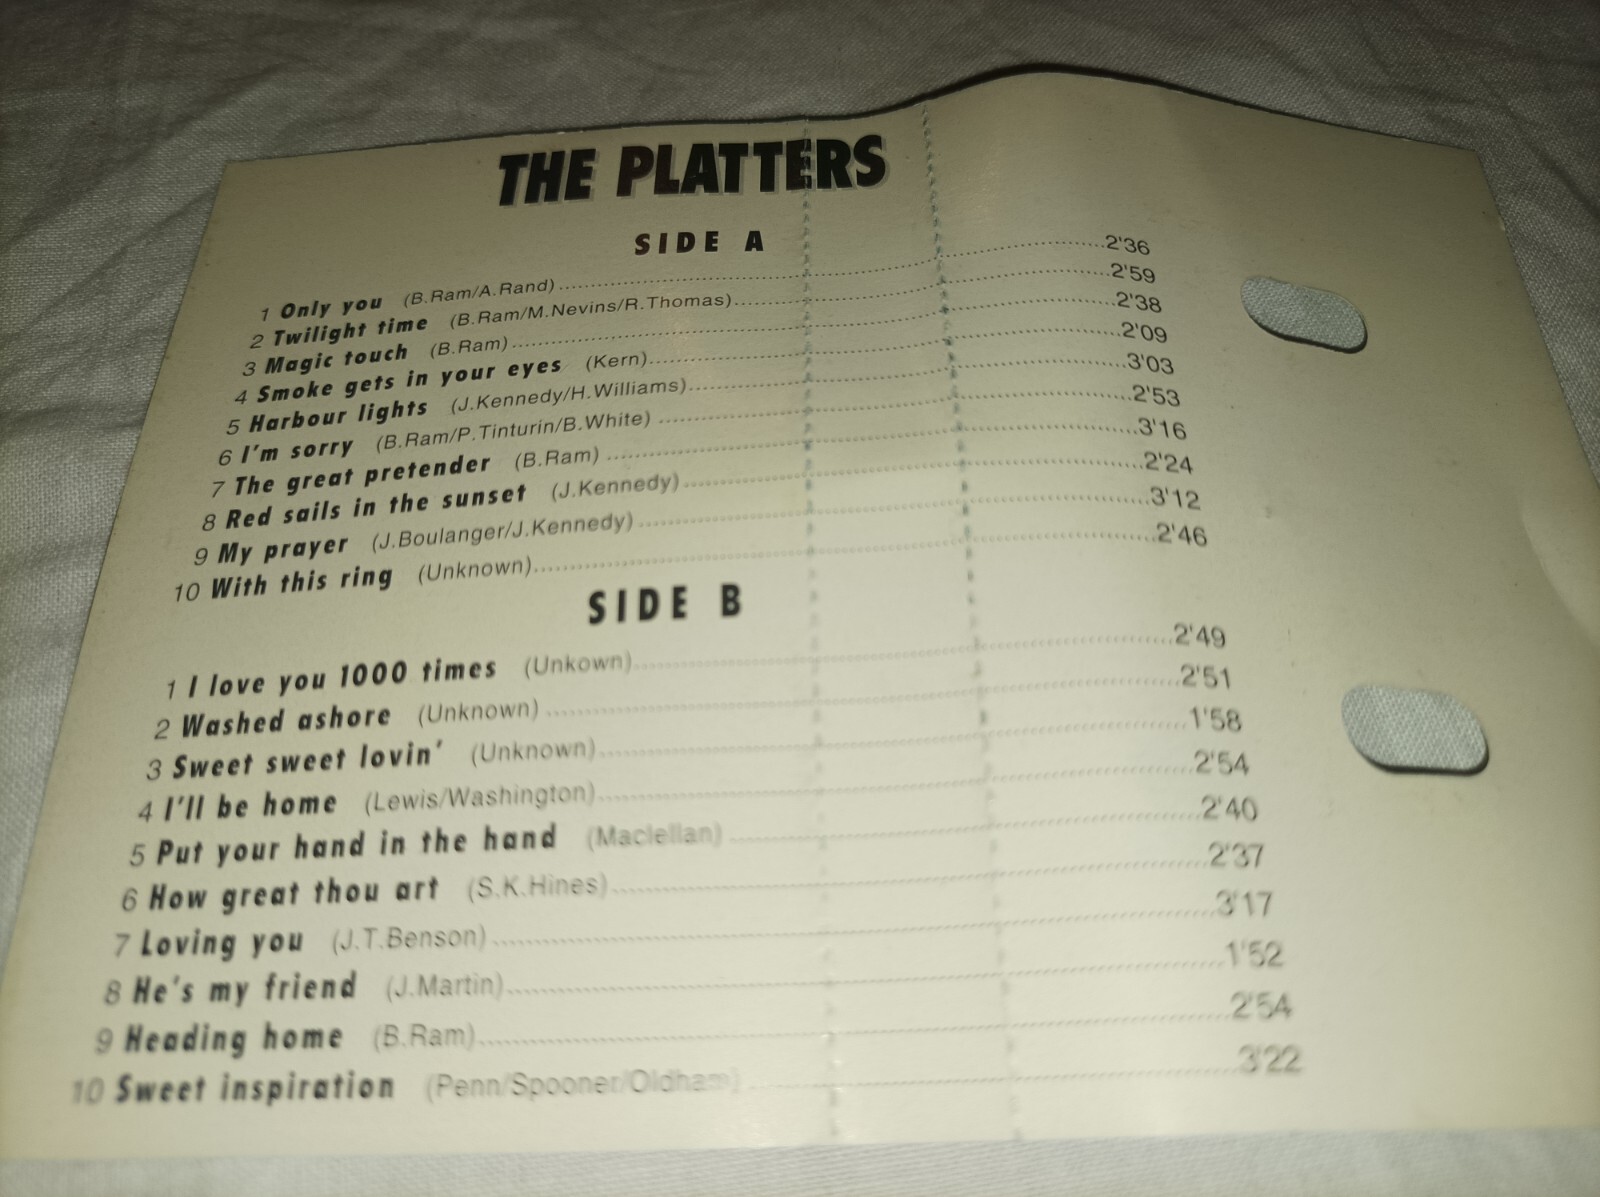 THE PLATTERS
SIDE A
1 Only you (B.Ram/A.Rand)..........2'36
2 Twilight time (B.Ram/M.Nevins/R.Thomas)..........2'59
3 Magic touch (B.Ram)..........2'38
4 Smoke gets in your eyes (Kern)..........2'09
5 Harbour lights (J.Kennedy/H.Williams)..........3'03
6 I'm sorry (B.Ram/P.Tinturin/B.White)..........2'53
7 The great pretender (B.Ram)..........3'16
8 Red sails in the sunset (J.Kennedy)..........2'24
9 My prayer (J.Boulanger/J.Kennedy)..........3'12
10 With this ring (Unknown)..........2'46
SIDE B
1 I love you 1000 times (Unkown)..........2'49
2 Washed ashore (Unknown)..........2'51
3 Sweet sweet lovin' (Unknown)..........1'58
4 I'll be home (Lewis/Washington)..........2'54
5 Put your hand in the hand (Maclellan)..........2'40
6 How great thou art (S.K.Hines)..........2'37
7 Loving you (J.T.Benson)..........3'17
8 He's my friend (J.Martin)..........1'52
9 Heading home (B.Ram)..........2'54
10 Sweet inspiration (Penn/Spooner/Oldham)..........3'22